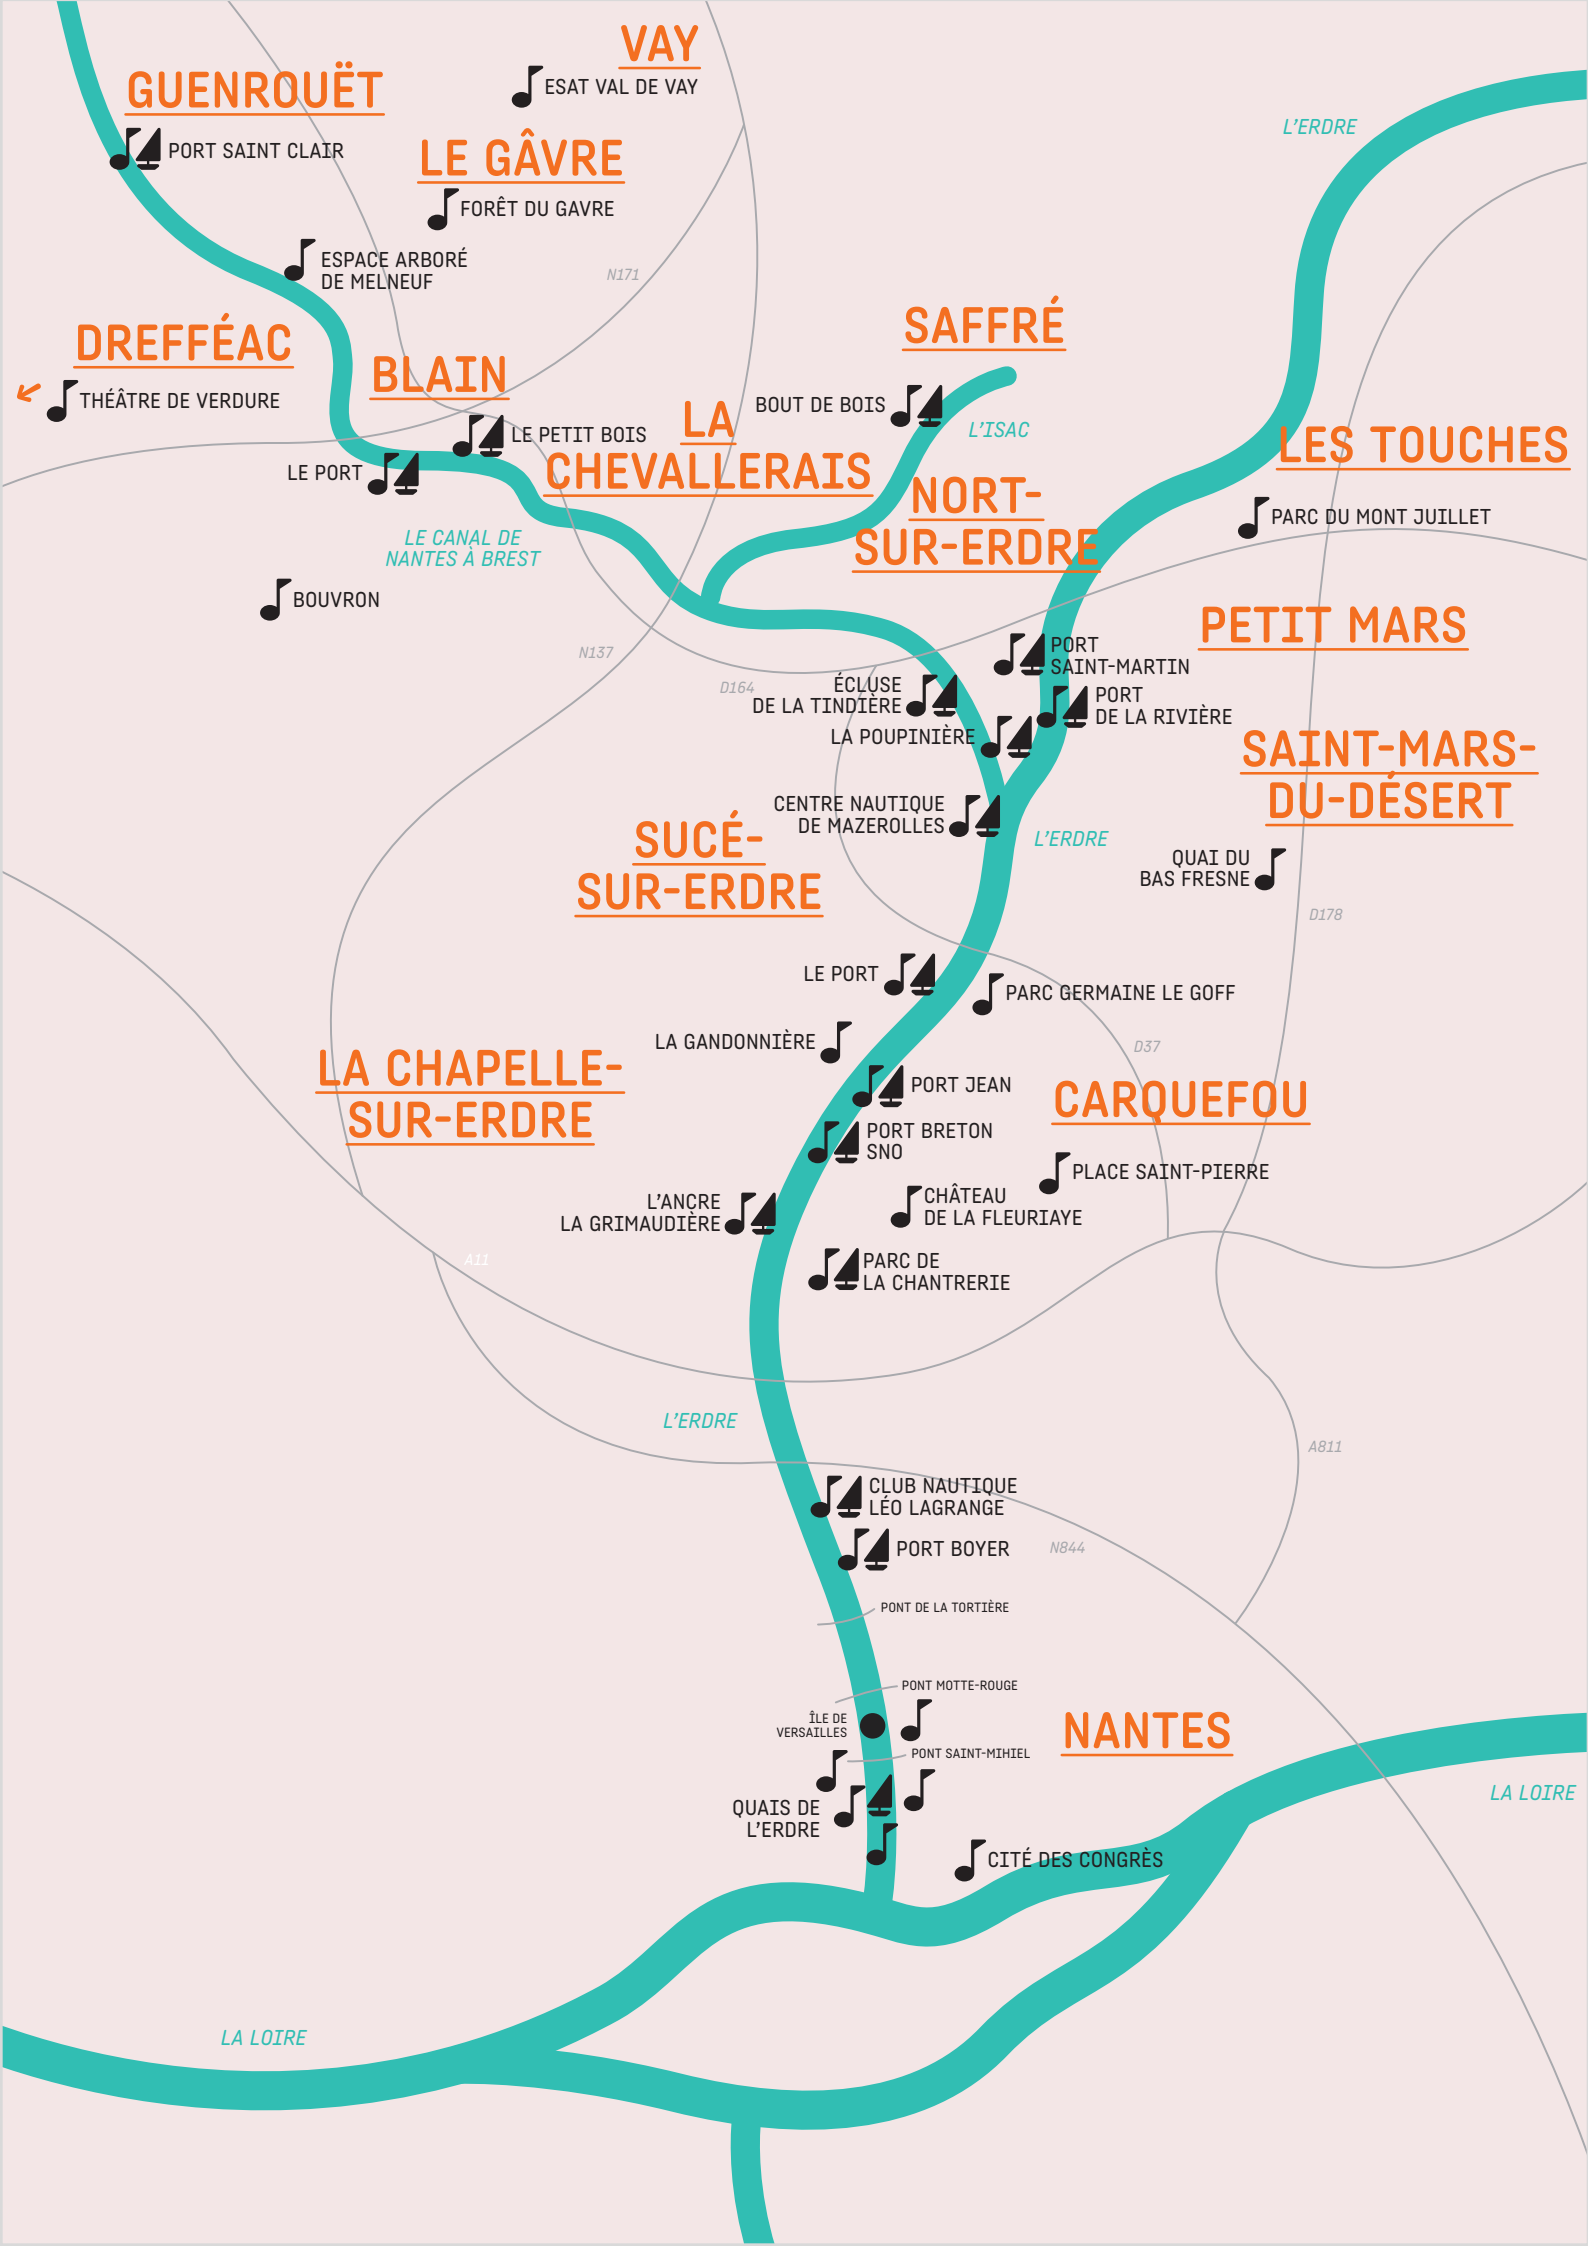 VAY
ESAT VAL DE VAY
GUENROUËT
PORT SAINT CLAIR
L'ERDRE
LE GÂVRE
FORÊT DU GAVRE
ESPACE ARBORÉ
DE MELNEUF
N171
DREFFÉAC
THÉÂTRE DE VERDURE
BLAIN
LE PETIT BOIS
LE PORT
SAFFRÉ
BOUT DE BOIS
L'ISAC
LA
CHEVALLERAIS
LES TOUCHES
PARC DU MONT JUILLET
NORT-
SUR-ERDRE
LE CANAL DE
NANTES À BREST
BOUVRON
N137
D164
PETIT MARS
PORT
SAINT-MARTIN
ÉCLUSE
DE LA TINDIÈRE
PORT
DE LA RIVIÈRE
LA POUPINIÈRE
SAINT-MARS-
DU-DÉSERT
CENTRE NAUTIQUE
DE MAZEROLLES
L'ERDRE
SUCÉ-
SUR-ERDRE
QUAI DU
BAS FRESNE
D178
LE PORT
PARC GERMAINE LE GOFF
LA GANDONNIÈRE
D37
LA CHAPELLE-
SUR-ERDRE
PORT JEAN
CARQUEFOU
PORT BRETON
SNO
PLACE SAINT-PIERRE
L'ANCRE
LA GRIMAUDIÈRE
CHÂTEAU
DE LA FLEURIAYE
A11
PARC DE
LA CHANTRERIE
L'ERDRE
A811
CLUB NAUTIQUE
LÉO LAGRANGE
PORT BOYER
N844
PONT DE LA TORTIÈRE
PONT MOTTE-ROUGE
ÎLE DE
VERSAILLES
NANTES
PONT SAINT-MIHIEL
LA LOIRE
QUAIS DE
L'ERDRE
CITÉ DES CONGRÈS
LA LOIRE